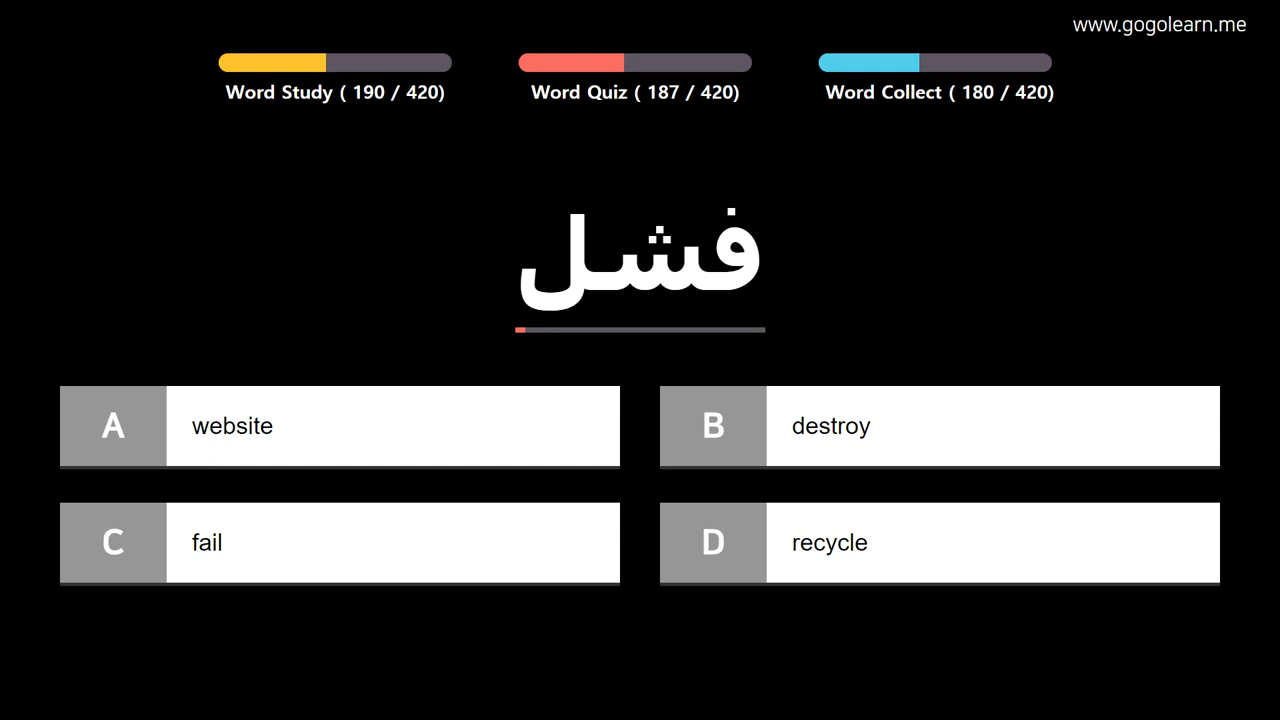 www.gogolearn.me
Word Study ( 190 / 420)
Word Quiz ( 187 / 420)
Word Collect ( 180 / 420)
فشل
A website
B destroy
C fail
D recycle